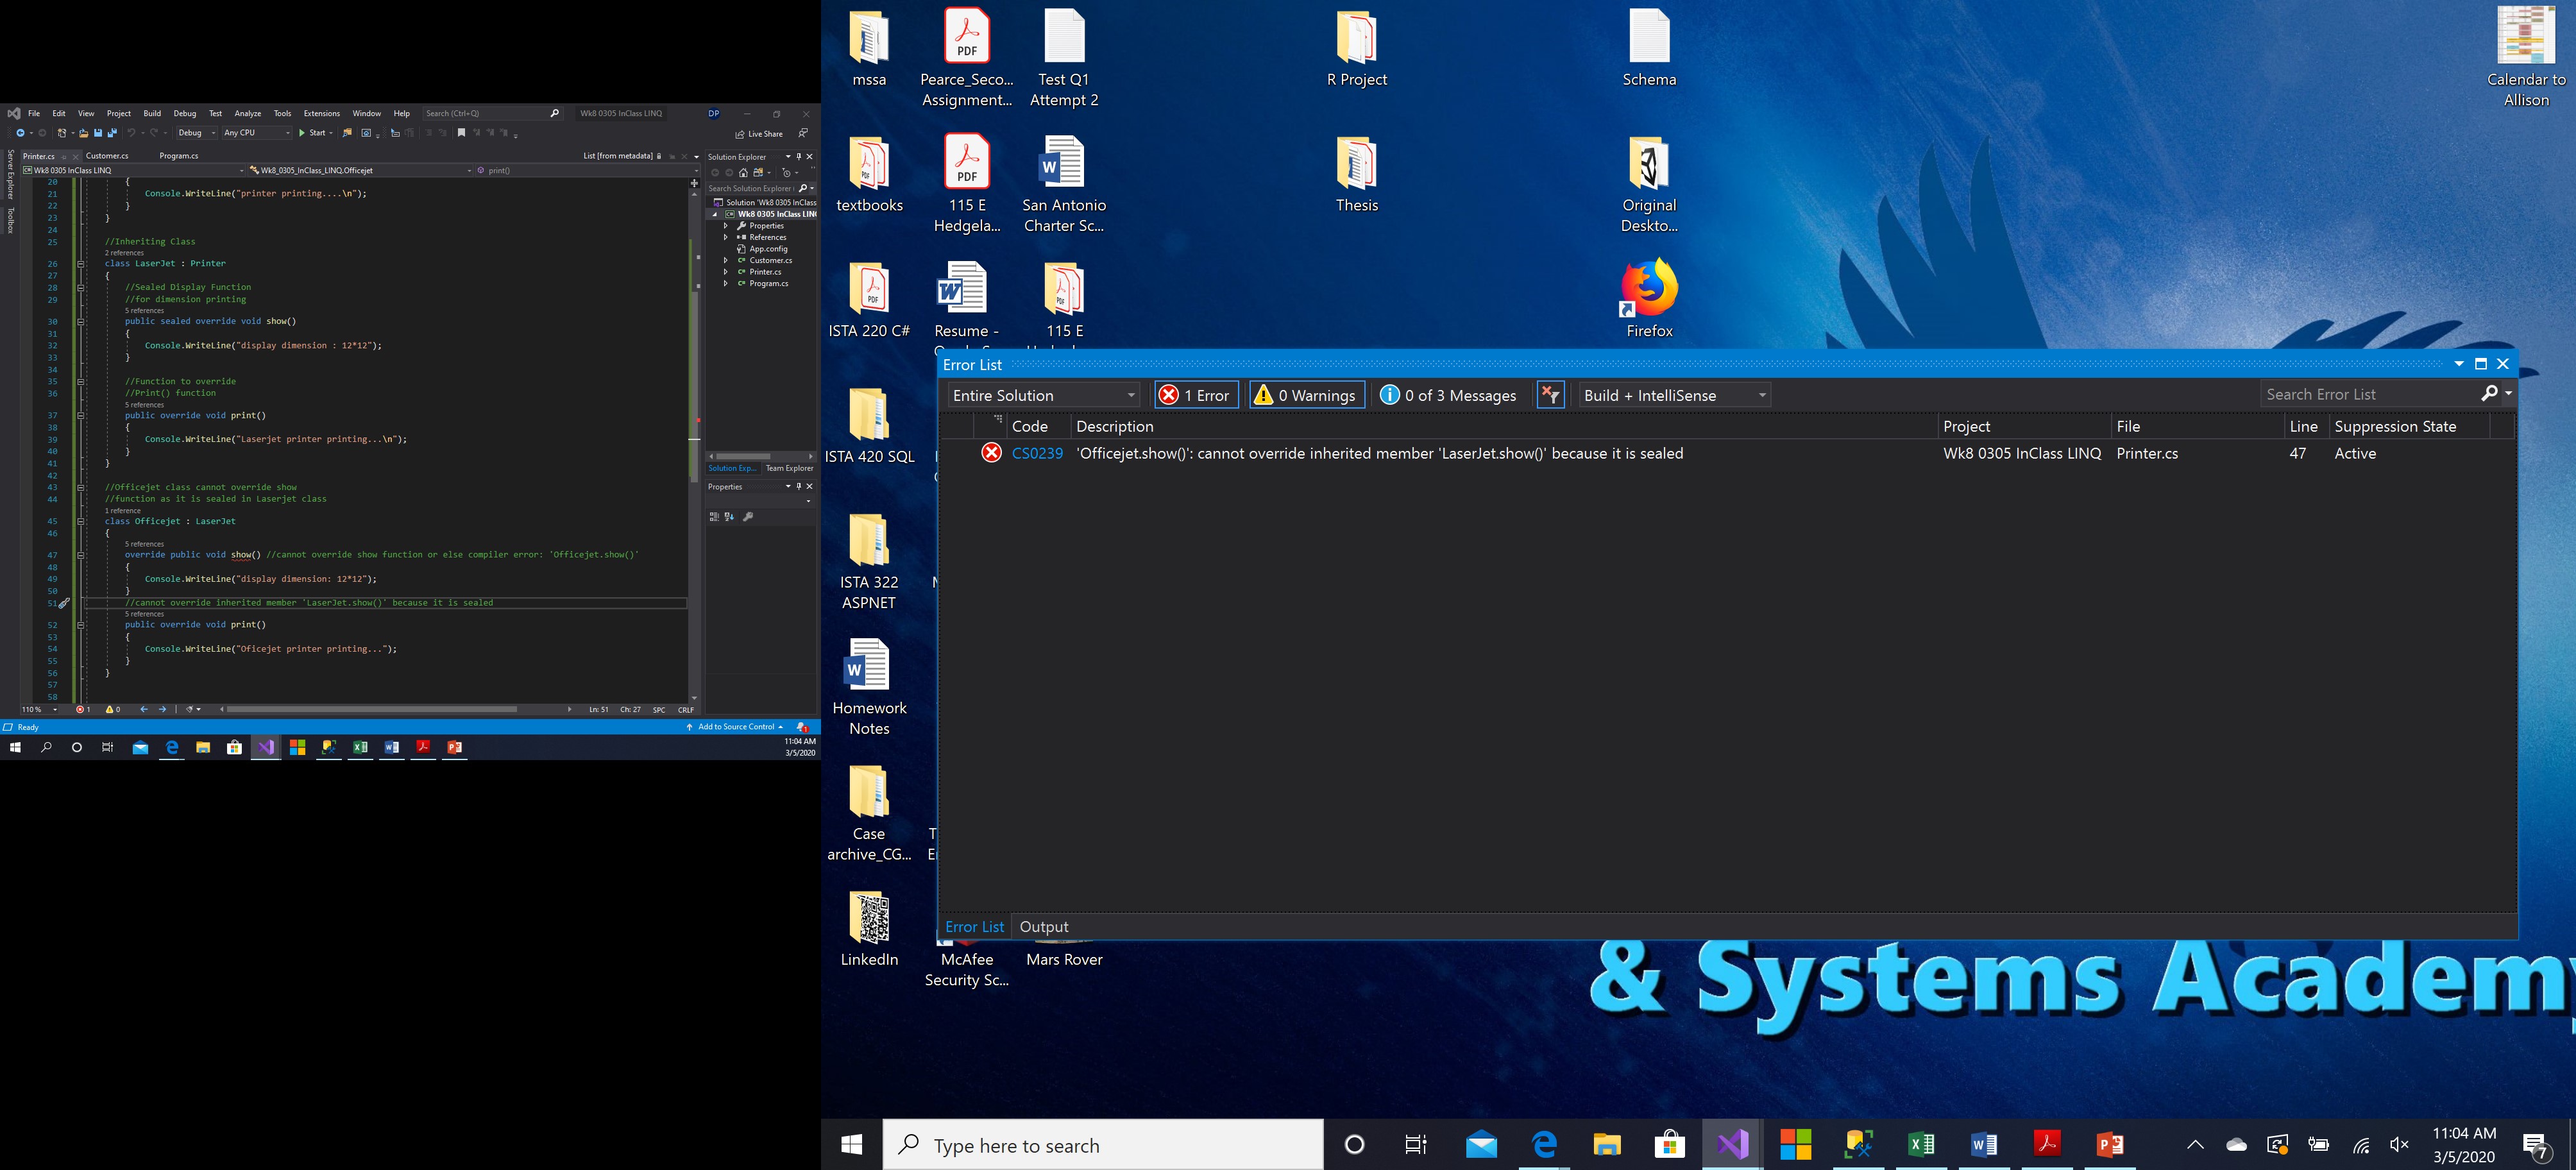 File Edit View Project Build Debug Test Analyze Tools Extensions Window Help Search (Ctrl+Q) Wk8 0305 InClass LINQ DP
Debug Any CPU Start Live Share
Server Explorer
Toolbox
Printer.cs Customer.cs Program.cs List [from metadata]
Wk8 0305 InClass LINQ Wk8_0305_InClass_LINQ.Officejet print()
20 {
21 Console.WriteLine("printer printing....\n");
22 }
23 }
24
25 //Inheriting Class
2 references
26 class LaserJet : Printer
27 {
28 //Sealed Display Function
29 //for dimension printing
5 references
30 public sealed override void show()
31 {
32 Console.WriteLine("display dimension : 12*12");
33 }
34
35 //Function to override
36 //Print() function
5 references
37 public override void print()
38 {
39 Console.WriteLine("Laserjet printer printing...\n");
40 }
41 }
42
43 //Officejet class cannot override show
44 //function as it is sealed in Laserjet class
1 reference
45 class Officejet : LaserJet
46 {
5 references
47 override public void show() //cannot override show function or else compiler error: 'Officejet.show()'
48 {
49 Console.WriteLine("display dimension: 12*12");
50 }
51 //cannot override inherited member 'LaserJet.show()' because it is sealed
5 references
52 public override void print()
53 {
54 Console.WriteLine("Oficejet printer printing...");
55 }
56 }
57
58
110 % 1 0 Ln: 51 Ch: 27 SPC CRLF
Ready Add to Source Control 1
11:04 AM
3/5/2020
Solution Explorer
Search Solution Explorer (
Solution 'Wk8 0305 InClass
Wk8 0305 InClass LIN
Properties
References
App.config
Customer.cs
Printer.cs
Program.cs
Solution Exp... Team Explorer
Properties
mssa
Pearce_Seco...
Assignment...
Test Q1
Attempt 2
R Project
Schema
Calendar to
Allison
textbooks
115 E
Hedgela...
San Antonio
Charter Sc...
Thesis
Original
Deskto...
ISTA 220 C#
Resume -
115 E
Firefox
ISTA 420 SQL
ISTA 322
ASPNET
Homework
Notes
Case
archive_CG...
LinkedIn
McAfee
Security Sc...
Mars Rover
Error List
Entire Solution 1 Error 0 Warnings 0 of 3 Messages Build + IntelliSense Search Error List
Code Description Project File Line Suppression State
CS0239 'Officejet.show()': cannot override inherited member 'LaserJet.show()' because it is sealed Wk8 0305 InClass LINQ Printer.cs 47 Active
Error List Output
& Systems Academy
Type here to search
11:04 AM
3/5/2020
7